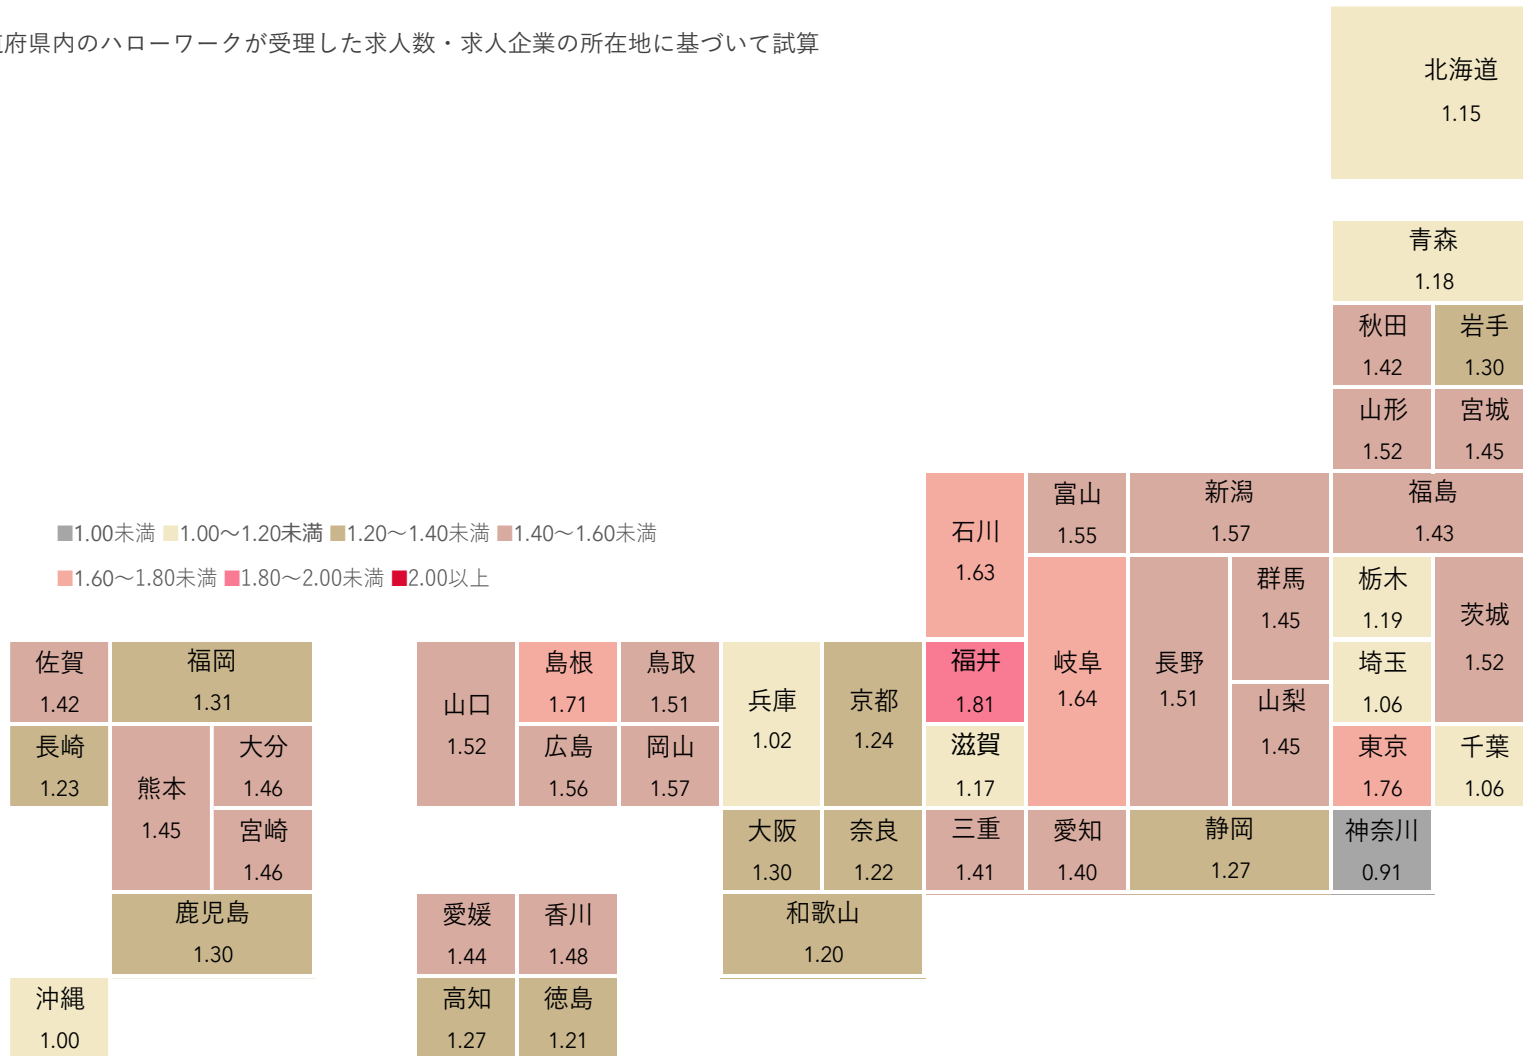 府県内のハローワークが受理した求人数・求人企業の所在地に基づいて試算
北海道
1.15
青森
1.18
秋田 岩手
1.42 1.30
山形 宮城
1.52 1.45
石川
1.63
富山
1.55
新潟
1.57
福島
1.43
■1.00未満 ■1.00～1.20未満 ■1.20～1.40未満 ■1.40～1.60未満
■1.60～1.80未満 ■1.80～2.00未満 ■2.00以上
群馬
1.45
栃木
1.19
茨城
1.52
佐賀
1.42
福岡
1.31
山口
1.52
島根
1.71
鳥取
1.51
兵庫
1.02
京都
1.24
福井
1.81
岐阜
1.64
長野
1.51
山梨
1.45
埼玉
1.06
長崎
1.23
熊本
1.45
大分
1.46
広島
1.56
岡山
1.57
滋賀
1.17
東京
1.76
千葉
1.06
宮崎
1.46
大阪
1.30
奈良
1.22
三重
1.41
愛知
1.40
静岡
1.27
神奈川
0.91
鹿児島
1.30
愛媛
1.44
香川
1.48
和歌山
1.20
沖縄
1.00
高知
1.27
徳島
1.21